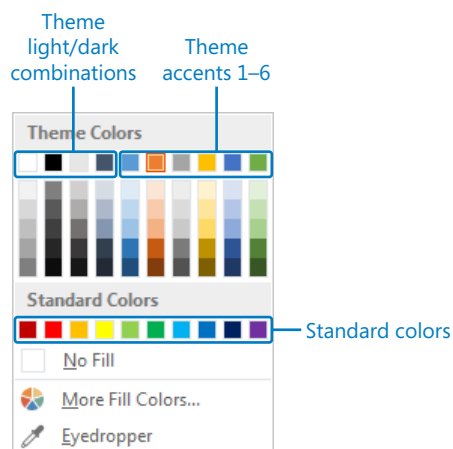 Theme
light/dark
combinations
Theme
accents 1–6
Theme Colors
Standard Colors
Standard colors
No Fill
More Fill Colors...
Eyedropper